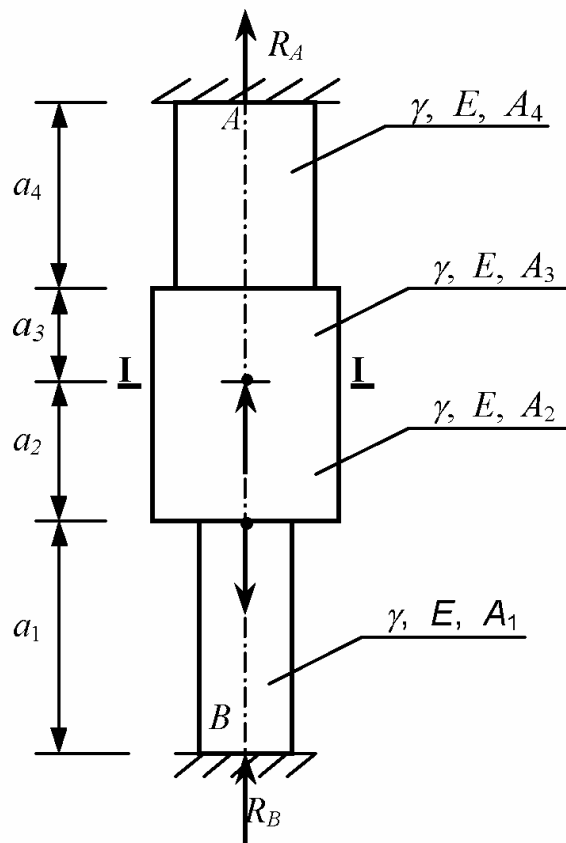 R_A
A
γ, E, A_4
a_4
γ, E, A_3
a_3
I I
γ, E, A_2
a_2
γ, E, A_1
a_1
B
R_B